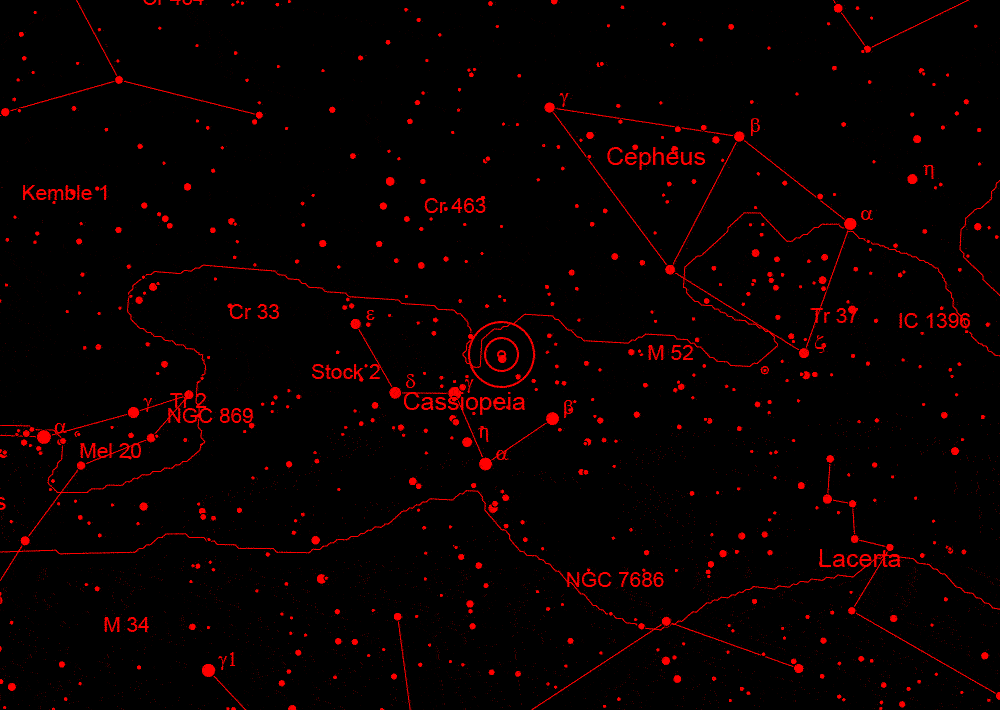 Cr 464
γ
β
Cepheus
η
Kemble 1
Cr 463
α
Cr 33
ε
Tr 37
IC 1396
ζ
M 52
Stock 2
δ
γ
Cassiopeia
β
γ
Tr 2
NGC 869
α
η
Mel 20
α
s
Lacerta
NGC 7686
M 34
γ1